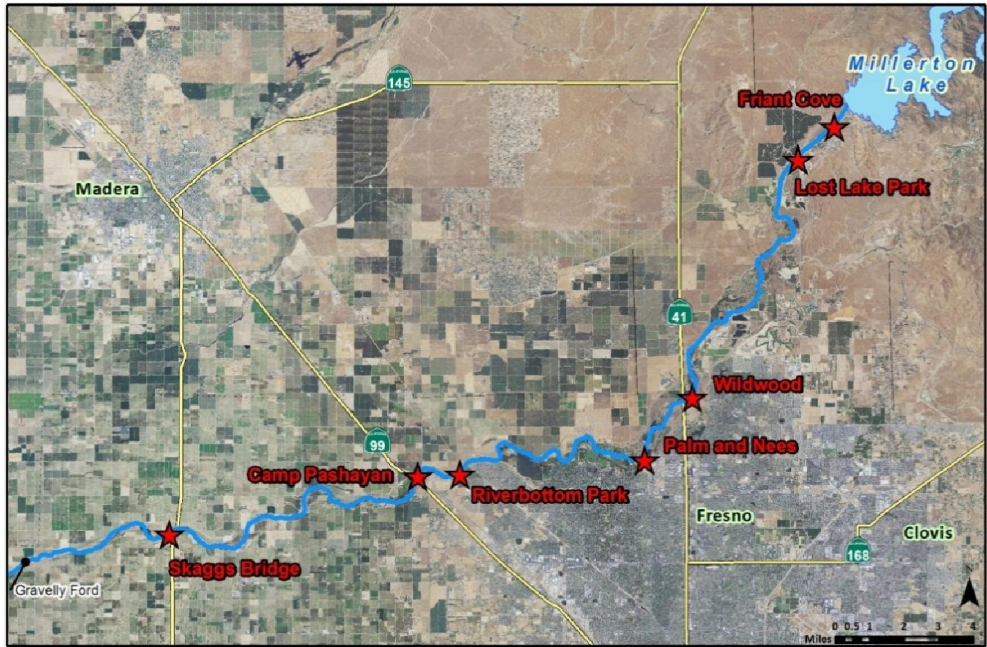 Millerton
Lake
145
Friant Cove
Lost Lake Park
Madera
41
Wildwood
99
Palm and Nees
Camp Pashayan
Riverbottom Park
Fresno
Clovis
168
Skaggs Bridge
Gravelly Ford
N
0 0.5 1 2 3 4
Miles